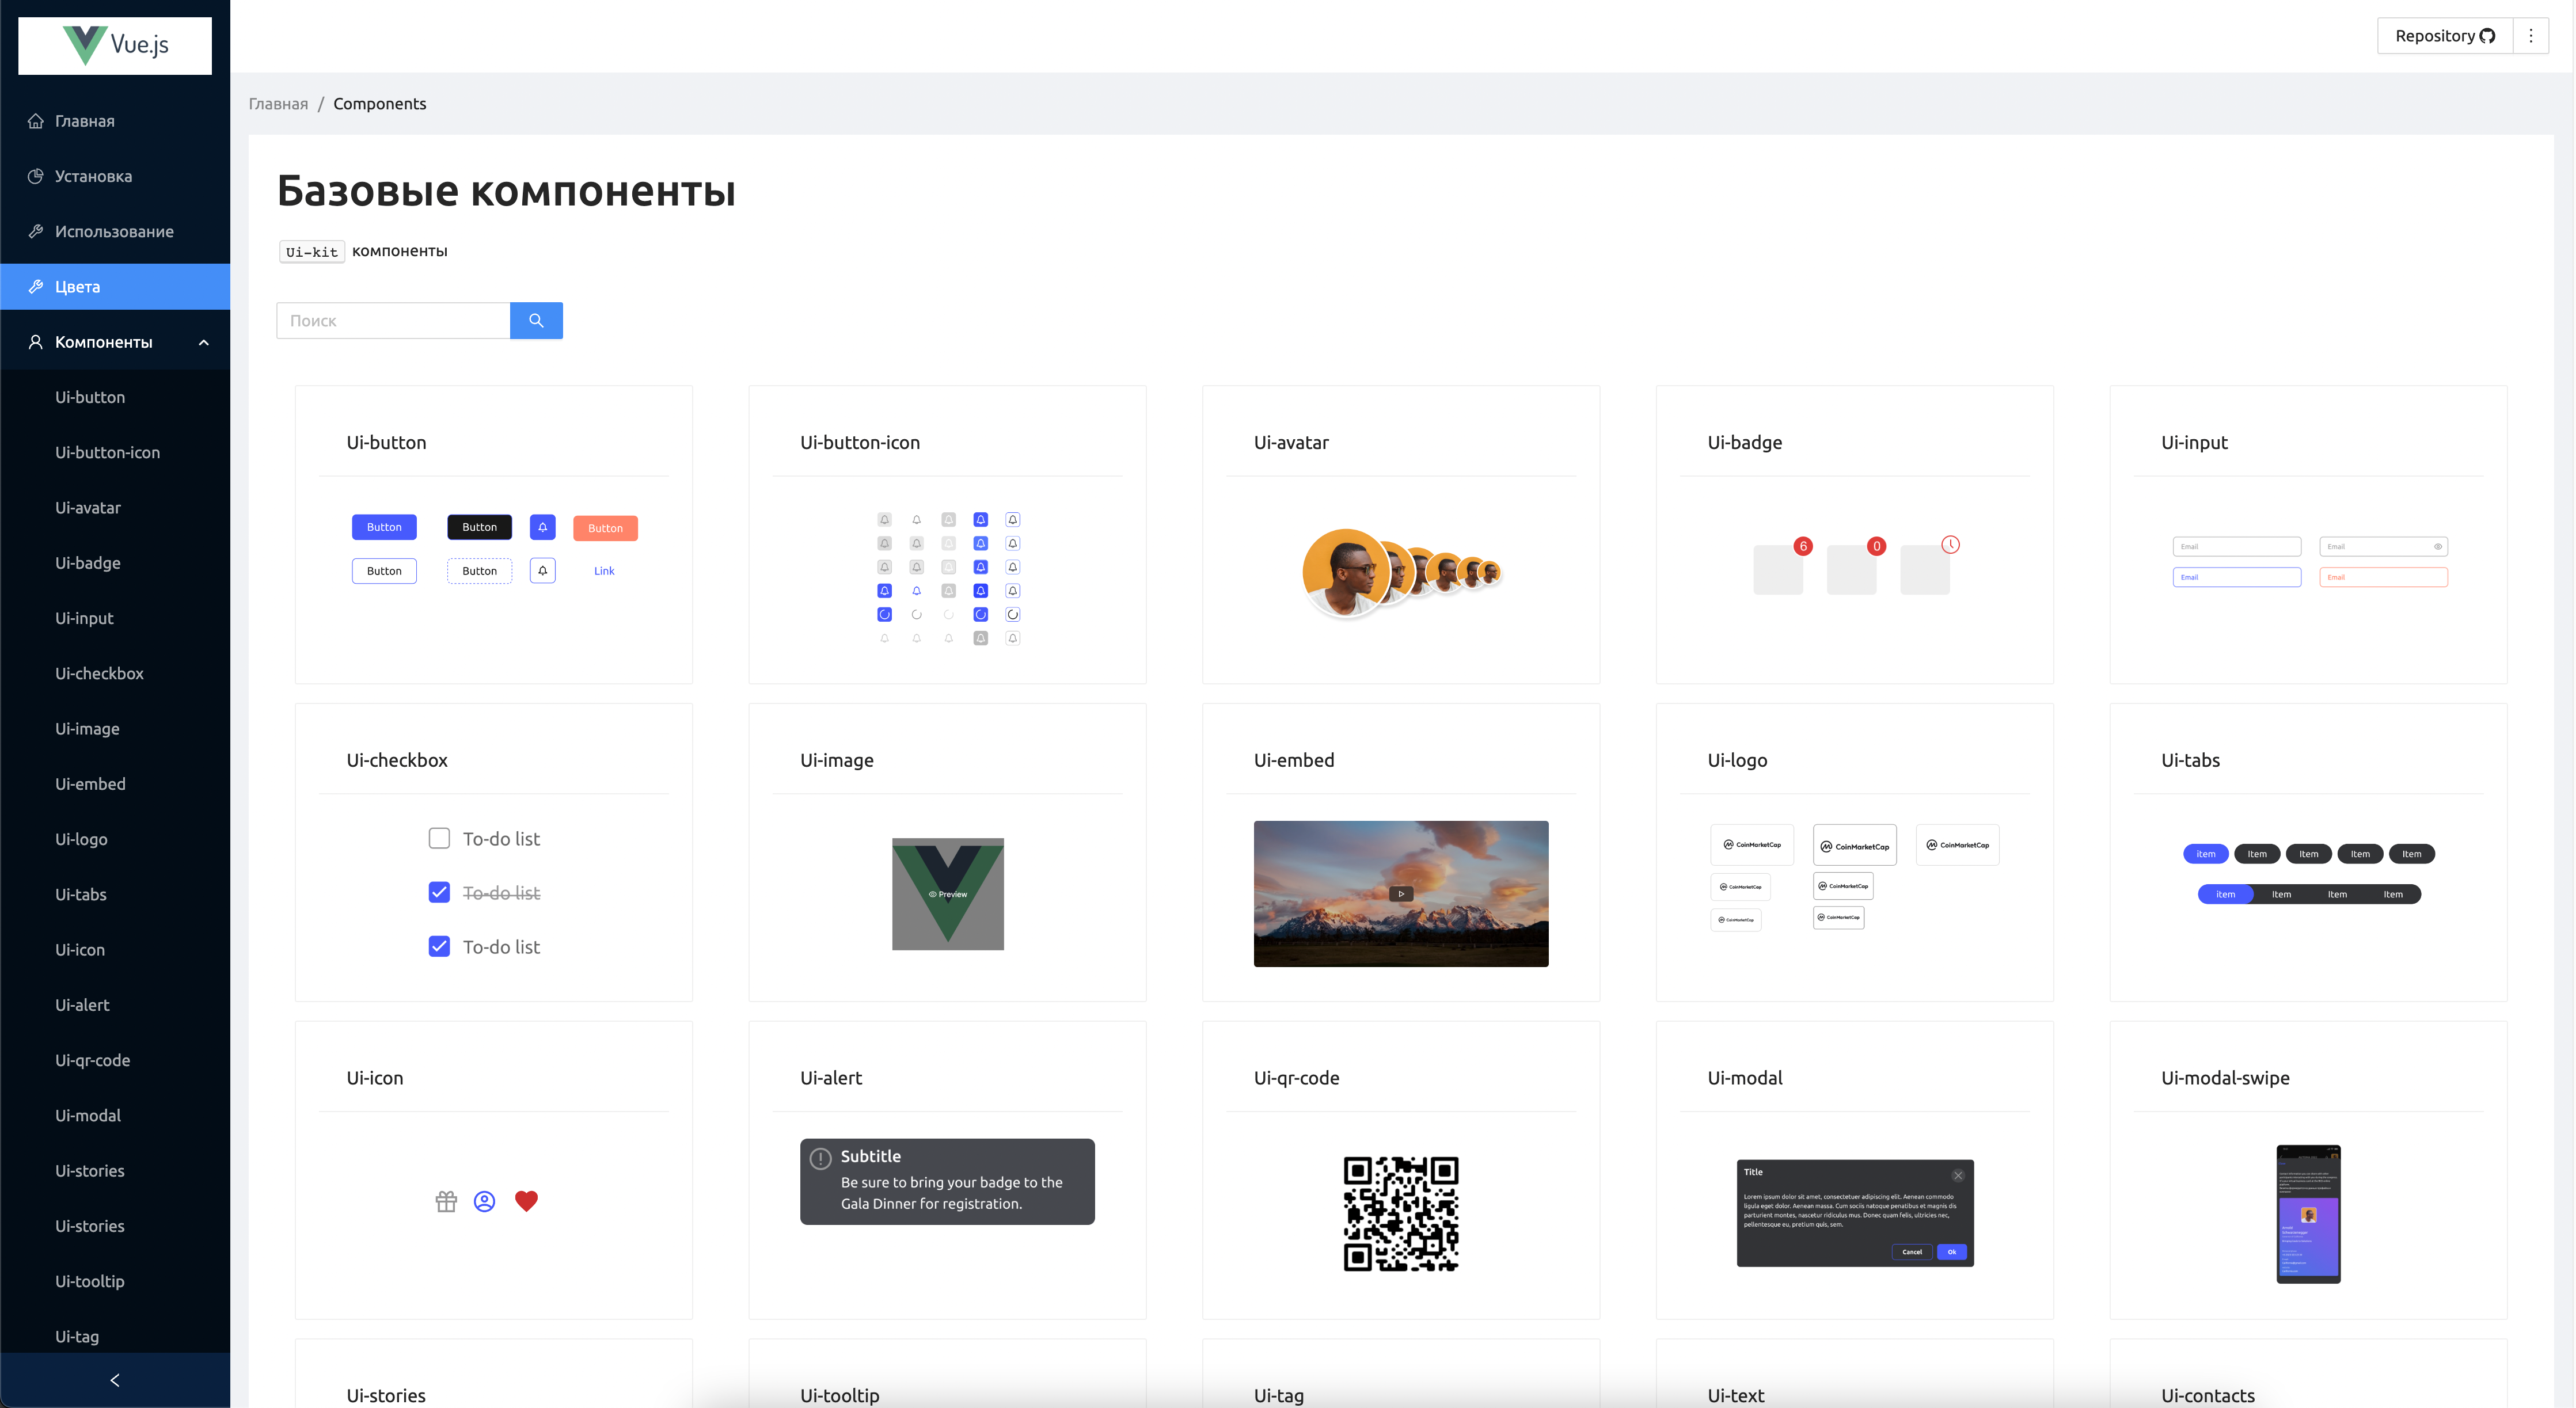 Vue.js
Главная
Установка
Использование
Цвета
Компоненты
Ui-button
Ui-button-icon
Ui-avatar
Ui-badge
Ui-input
Ui-checkbox
Ui-image
Ui-embed
Ui-logo
Ui-tabs
Ui-icon
Ui-alert
Ui-qr-code
Ui-modal
Ui-stories
Ui-stories
Ui-tooltip
Ui-tag
Repository
Главная / Components
Базовые компоненты
Ui-kit компоненты
Поиск
Ui-button
Button Button Button
Button Button Link
Ui-button-icon
Ui-avatar
Ui-badge
6 0
Ui-input
Email Email
Email Email
Ui-checkbox
To-do list
To-do list
To-do list
Ui-image
Preview
Ui-embed
Ui-logo
CoinMarketCap CoinMarketCap CoinMarketCap
CoinMarketCap CoinMarketCap
CoinMarketCap CoinMarketCap
Ui-tabs
item Item Item Item Item
item Item Item Item
Ui-icon
Ui-alert
Subtitle
Be sure to bring your badge to the
Gala Dinner for registration.
Ui-qr-code
Ui-modal
Title
Lorem ipsum dolor sit amet, consectetuer adipiscing elit. Aenean commodo
ligula eget dolor. Aenean massa. Cum sociis natoque penatibus et magnis dis
parturient montes, nascetur ridiculus mus. Donec quam felis, ultricies nec,
pellentesque eu, pretium quis, sem.
Cancel Ok
Ui-modal-swipe
Ui-stories
Ui-tooltip
Ui-tag
Ui-text
Ui-contacts